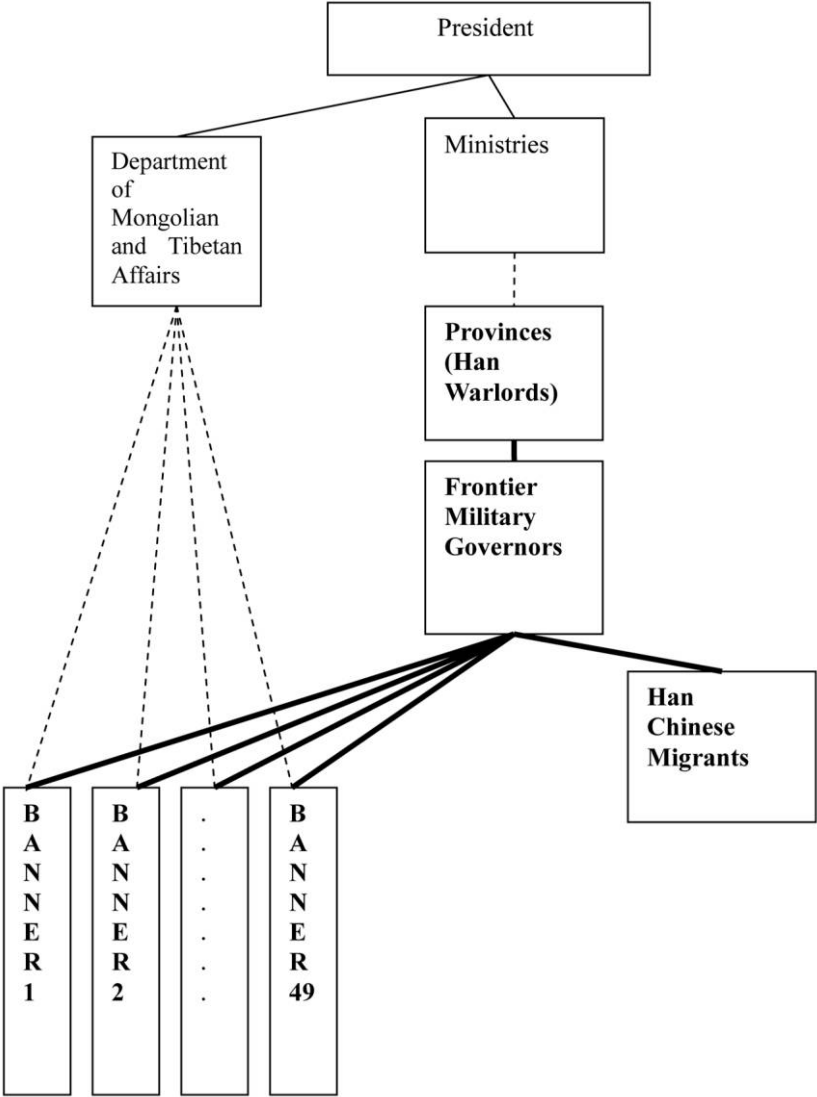 President
Department
of
Mongolian
and Tibetan
Affairs
Ministries
Provinces
(Han
Warlords)
Frontier
Military
Governors
Han
Chinese
Migrants
B
A
N
N
E
R
1
B
A
N
N
E
R
2
.
.
.
.
.
.
.
B
A
N
N
E
R
49